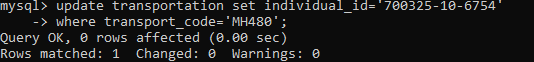 mysql> update transportation set individual_id='700325-10-6754'
    -> where transport_code='MH480';
Query OK, 0 rows affected (0.00 sec)
Rows matched: 1  Changed: 0  Warnings: 0